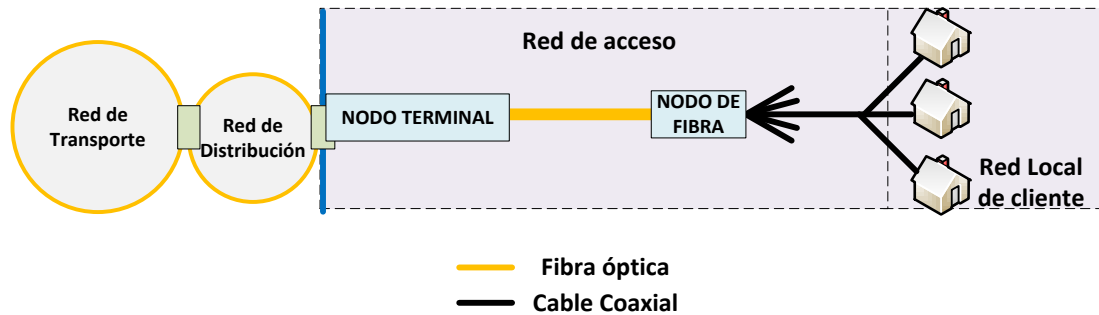 Red de acceso
Red de
Transporte
Red de
Distribución
NODO TERMINAL
NODO DE
FIBRA
Red Local
de cliente
Fibra óptica
Cable Coaxial